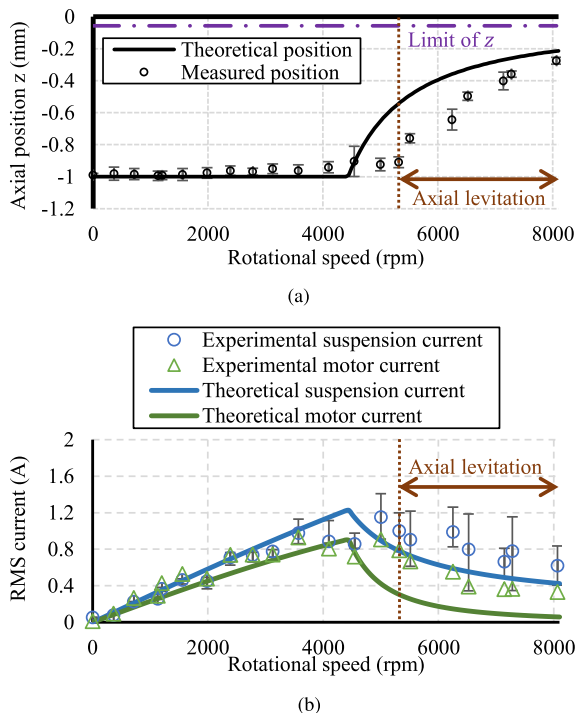 0
-0.2
-0.4
-0.6
-0.8
-1
-1.2
Axial position z (mm)
Theoretical position
Measured position
Limit of z
Axial levitation
0 2000 4000 6000 8000
Rotational speed (rpm)
(a)
Experimental suspension current
Experimental motor current
Theoretical suspension current
Theoretical motor current
2
1.6
1.2
0.8
0.4
0
RMS current (A)
Axial levitation
0 2000 4000 6000 8000
Rotational speed (rpm)
(b)